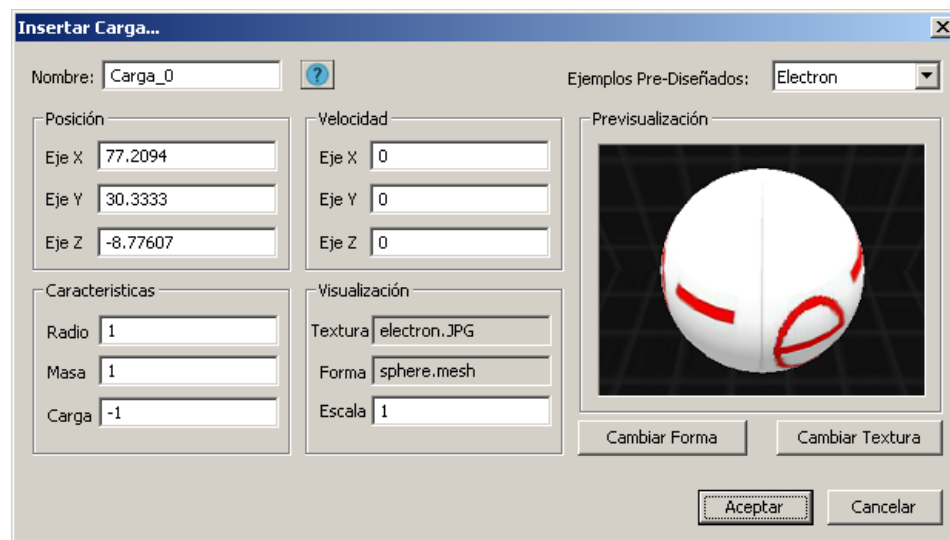 Insertar Carga...
Nombre: Carga_0 ? Ejemplos Pre-Diseñados: Electron
Posición
Eje X 77.2094
Eje Y 30.3333
Eje Z -8.77607
Velocidad
Eje X 0
Eje Y 0
Eje Z 0
Previsualización
e
Caracteristicas
Radio 1
Masa 1
Carga -1
Visualización
Textura electron.JPG
Forma sphere.mesh
Escala 1
Cambiar Forma Cambiar Textura
Aceptar Cancelar